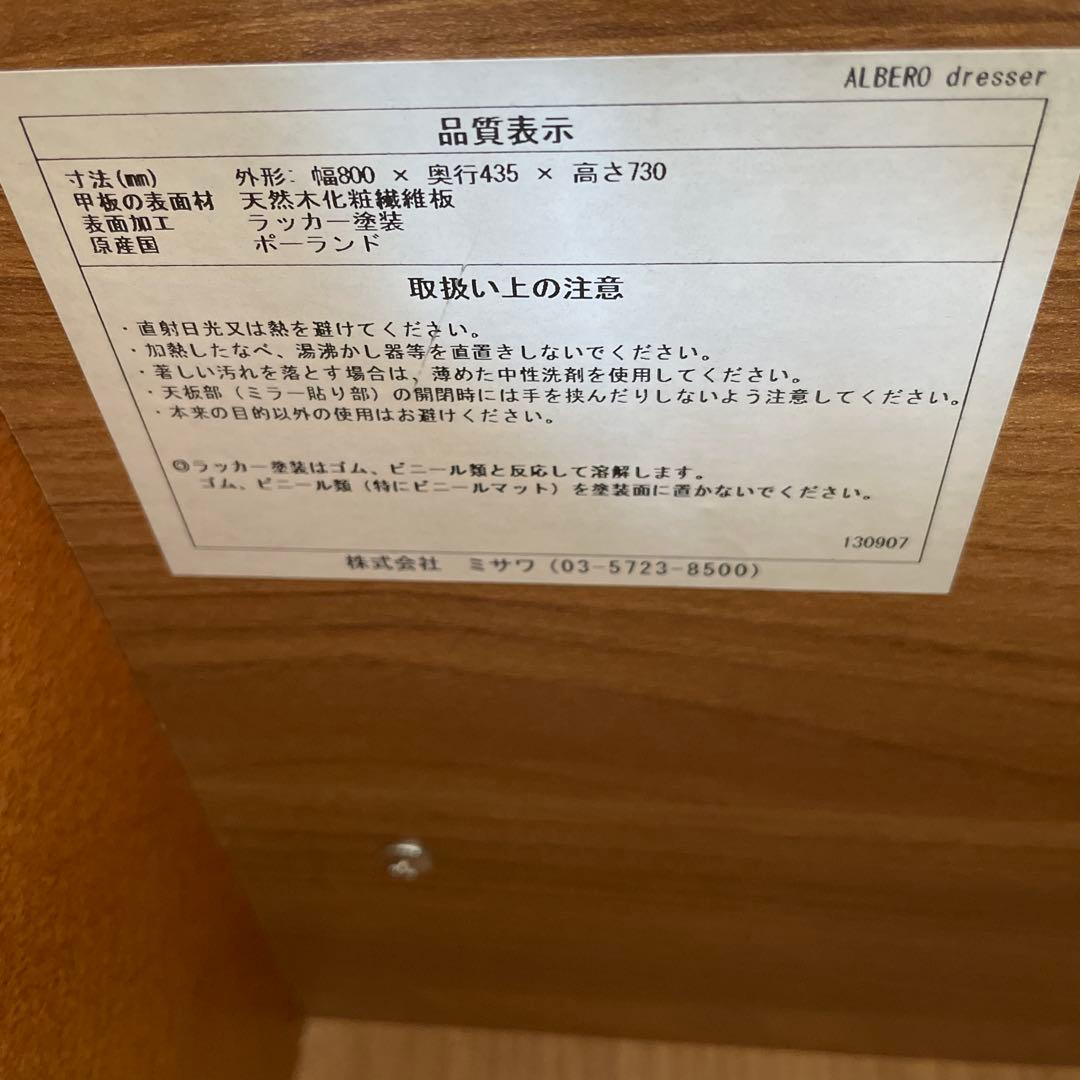 ALBERO dresser
品質表示
寸法(mm) 外形: 幅800 × 奥行435 × 高さ730
甲板の表面材 天然木化粧繊維板
表面加工 ラッカー塗装
原産国 ポーランド
取扱い上の注意
・直射日光又は熱を避けてください。
・加熱したなべ、湯沸かし器等を直置きしないでください。
・著しい汚れを落とす場合は、薄めた中性洗剤を使用してください。
・天板部(ミラー貼り部)の開閉時には手を挟んだりしないよう注意してください。
・本来の目的以外の使用はお避けください。
◎ラッカー塗装はゴム、ビニール類と反応して溶解します。
ゴム、ビニール類(特にビニールマット)を塗装面に置かないでください。
130907
株式会社 ミサワ(03-5723-8500)